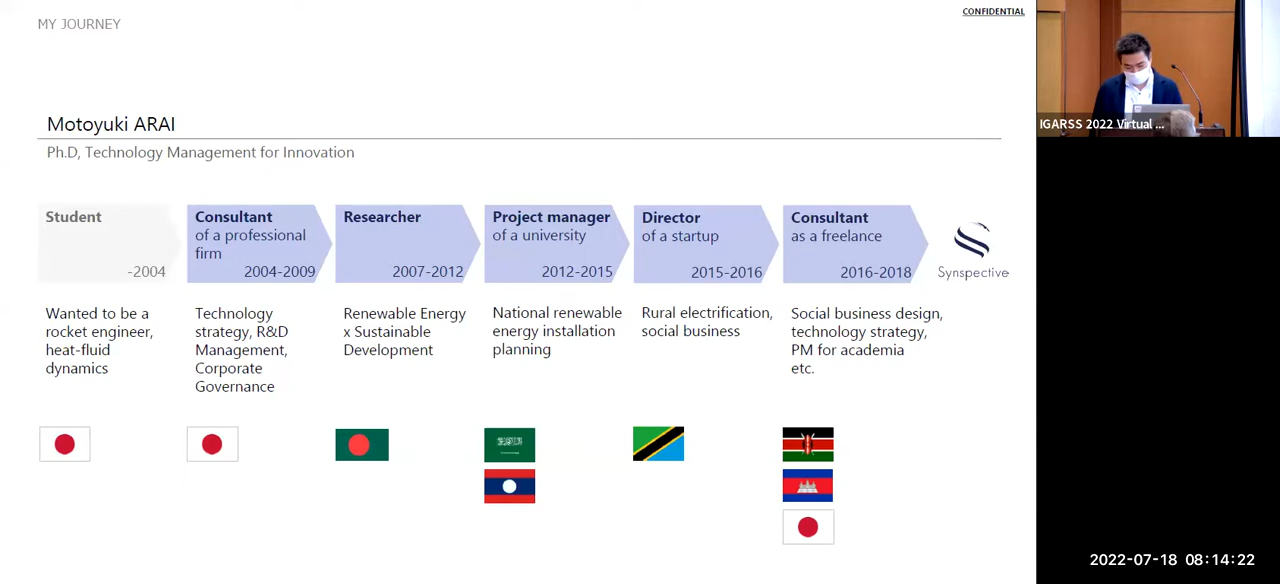 MY JOURNEY
CONFIDENTIAL
Motoyuki ARAI
Ph.D, Technology Management for Innovation
Student
-2004
Consultant
of a professional
firm
2004-2009
Researcher
2007-2012
Project manager
of a university
2012-2015
Director
of a startup
2015-2016
Consultant
as a freelance
2016-2018
Synspective
Wanted to be a
rocket engineer,
heat-fluid
dynamics
Technology
strategy, R&D
Management,
Corporate
Governance
Renewable Energy
x Sustainable
Development
National renewable
energy installation
planning
Rural electrification,
social business
Social business design,
technology strategy,
PM for academia
etc.
IGARSS 2022 Virtual ...
2022-07-18 08:14:22